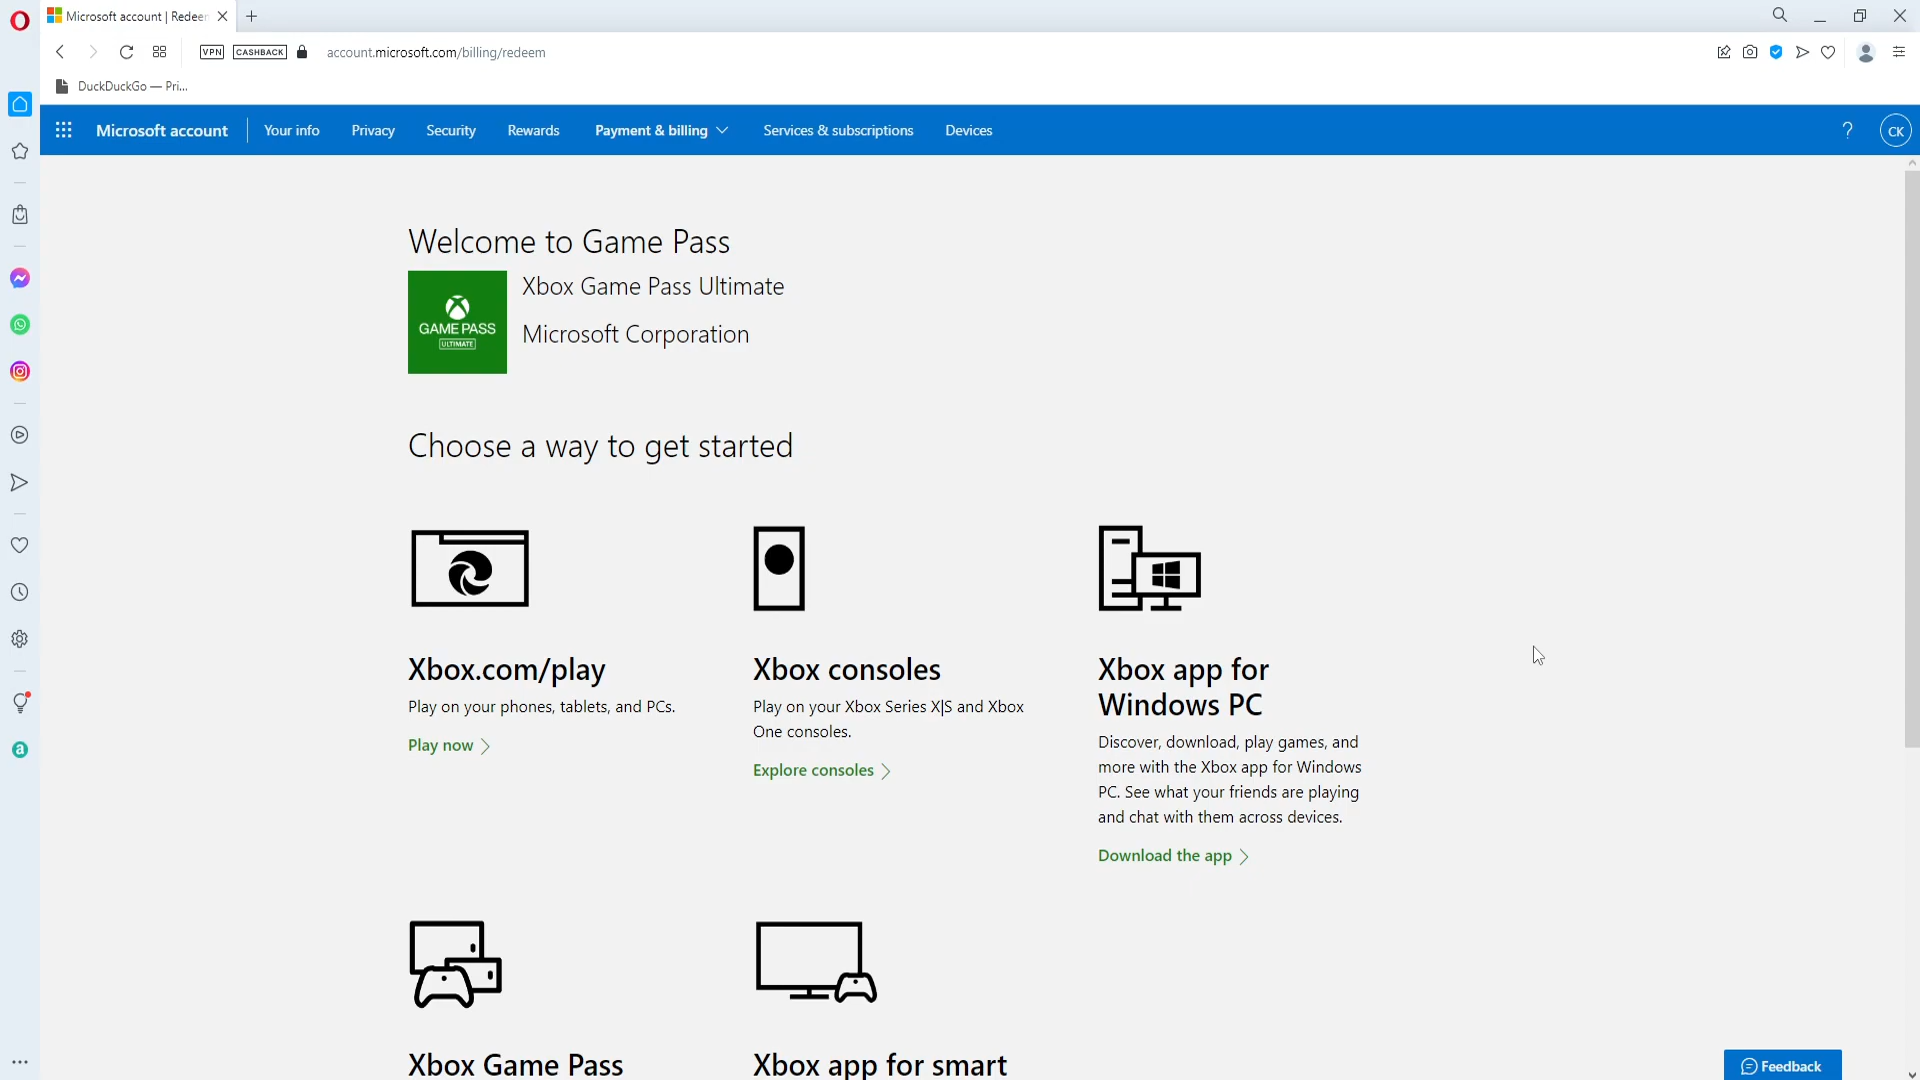 Microsoft account | Redeer
VPN CASHBACK account.microsoft.com/billing/redeem
DuckDuckGo — Pri...
Microsoft account Your info Privacy Security Rewards Payment & billing Services & subscriptions Devices ? CK
Welcome to Game Pass
GAME PASS
ULTIMATE
Xbox Game Pass Ultimate
Microsoft Corporation
Choose a way to get started
Xbox.com/play
Play on your phones, tablets, and PCs.
Play now
Xbox consoles
Play on your Xbox Series X|S and Xbox
One consoles.
Explore consoles
Xbox app for
Windows PC
Discover, download, play games, and
more with the Xbox app for Windows
PC. See what your friends are playing
and chat with them across devices.
Download the app
Xbox Game Pass
Xbox app for smart
Feedback